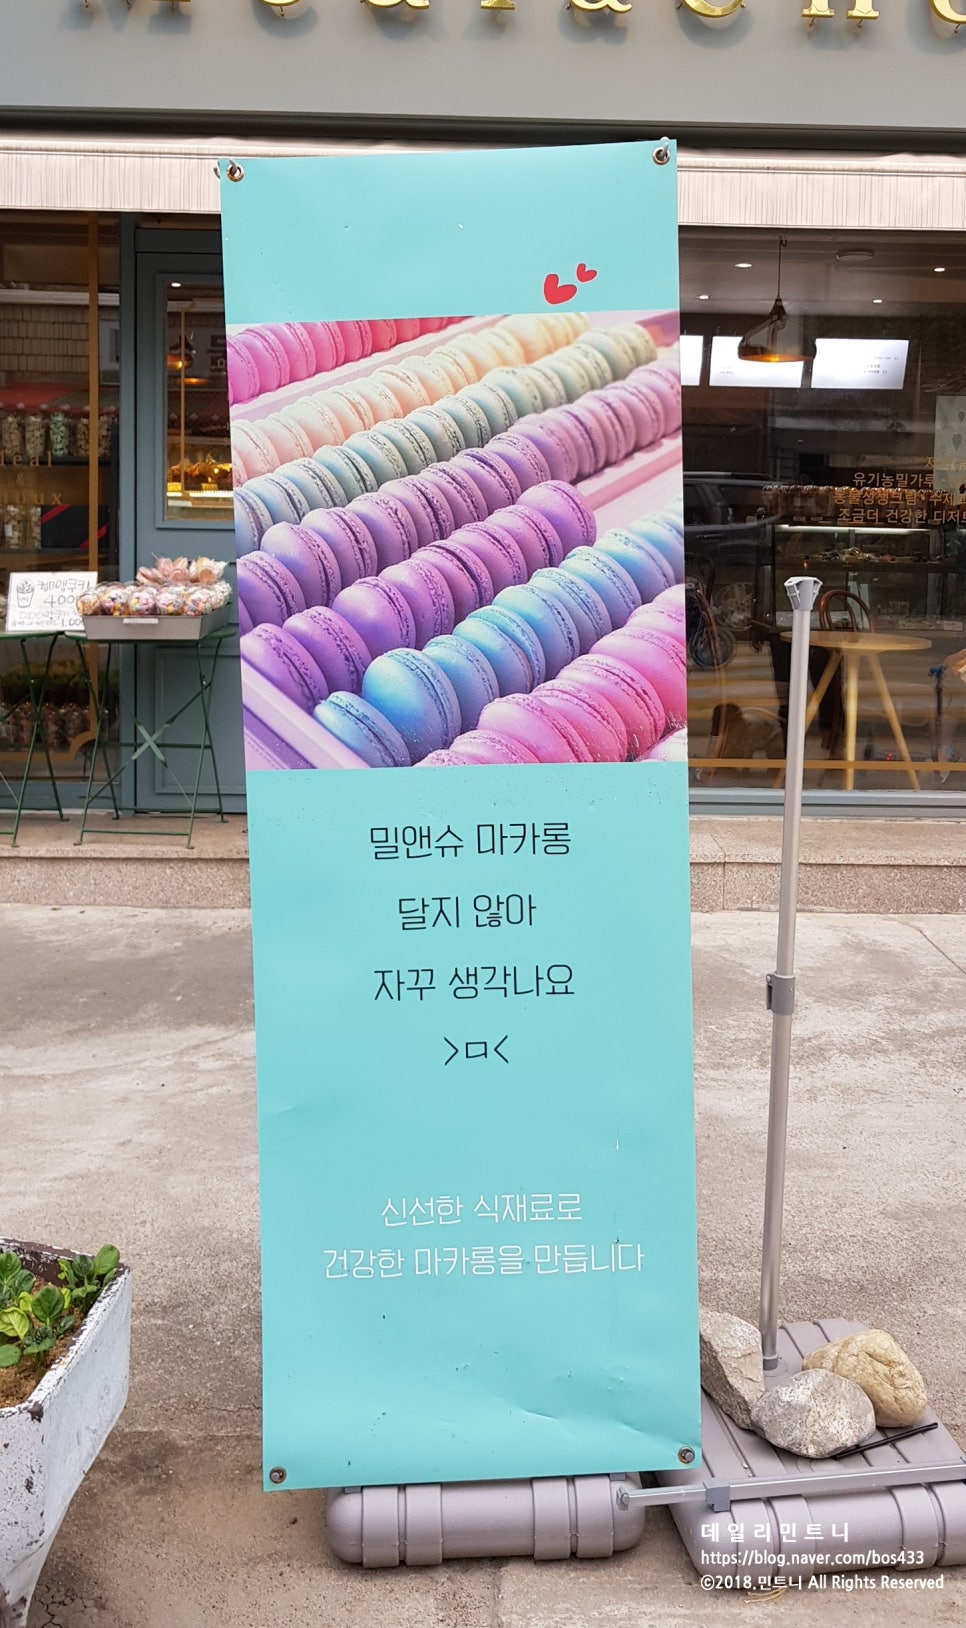 밀앤슈 마카롱
달지 않아
자꾸 생각나요
>ㅁ<
신선한 식재료로
건강한 마카롱을 만듭니다
유기농밀가루
조금더 건강한 디저트
데일리민트니
https://blog.naver.com/bos433
©2018.민트니 All Rights Reserved